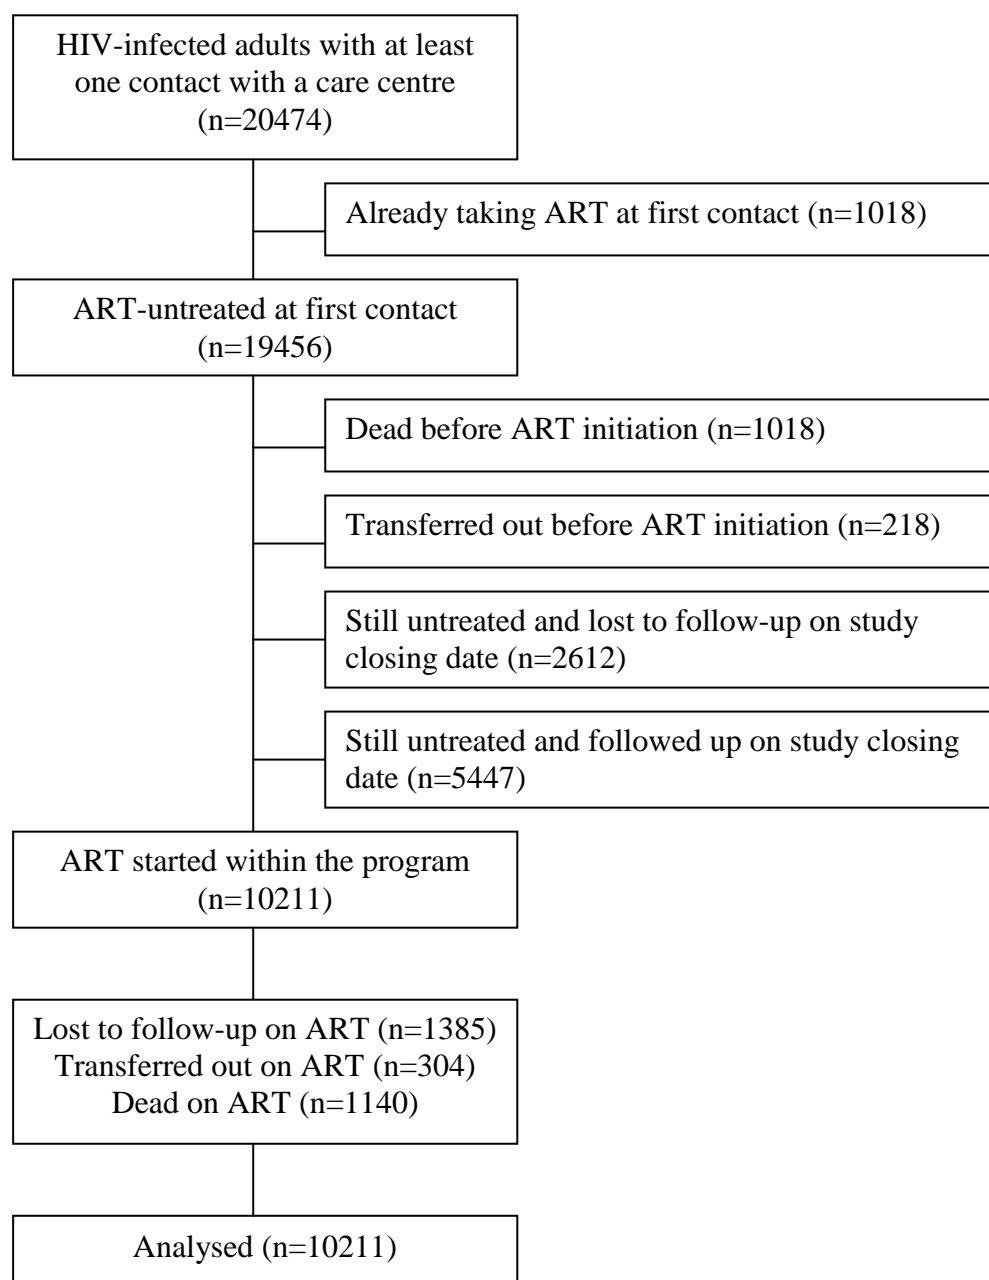 HIV-infected adults with at least
one contact with a care centre
(n=20474)
Already taking ART at first contact (n=1018)
ART-untreated at first contact
(n=19456)
Dead before ART initiation (n=1018)
Transferred out before ART initiation (n=218)
Still untreated and lost to follow-up on study
closing date (n=2612)
Still untreated and followed up on study closing
date (n=5447)
ART started within the program
(n=10211)
Lost to follow-up on ART (n=1385)
Transferred out on ART (n=304)
Dead on ART (n=1140)
Analysed (n=10211)